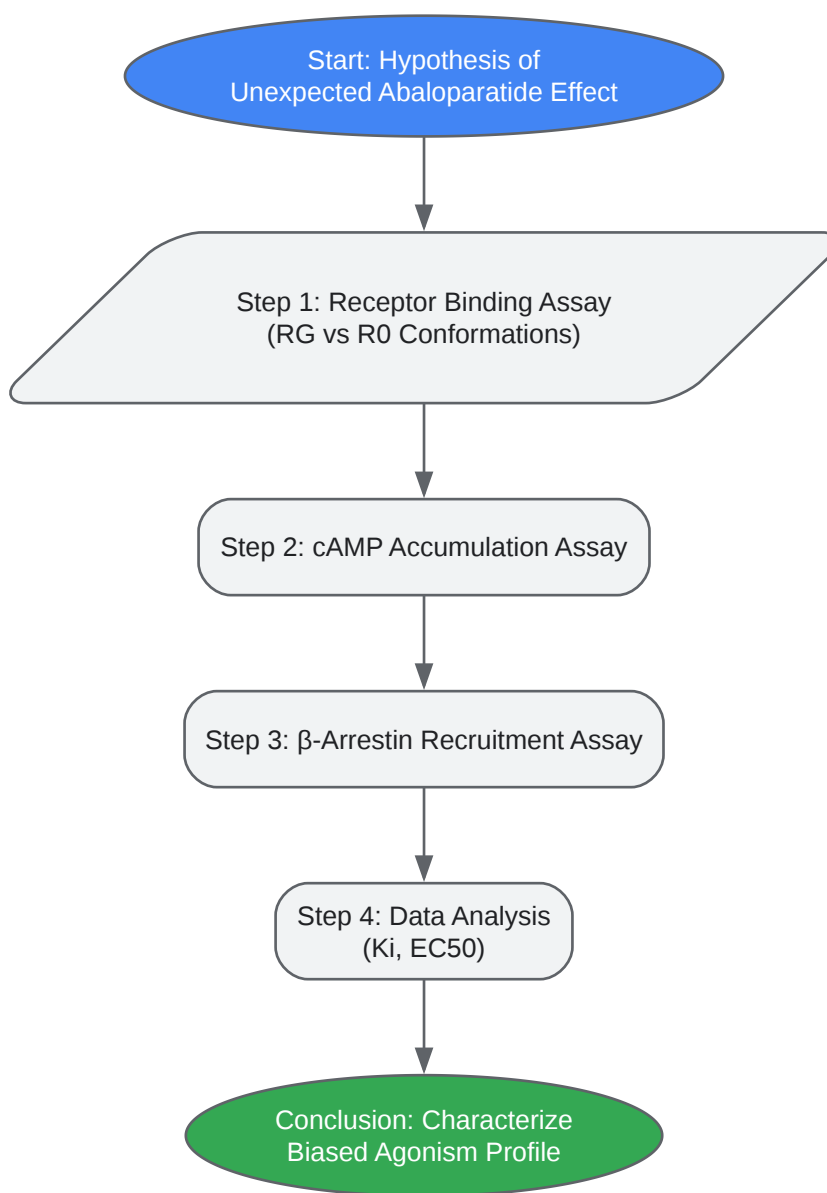 Start: Hypothesis of
Unexpected Abaloparatide Effect
Step 1: Receptor Binding Assay
(RG vs R0 Conformations)
Step 2: cAMP Accumulation Assay
Step 3: β-Arrestin Recruitment Assay
Step 4: Data Analysis
(Ki, EC50)
Conclusion: Characterize
Biased Agonism Profile